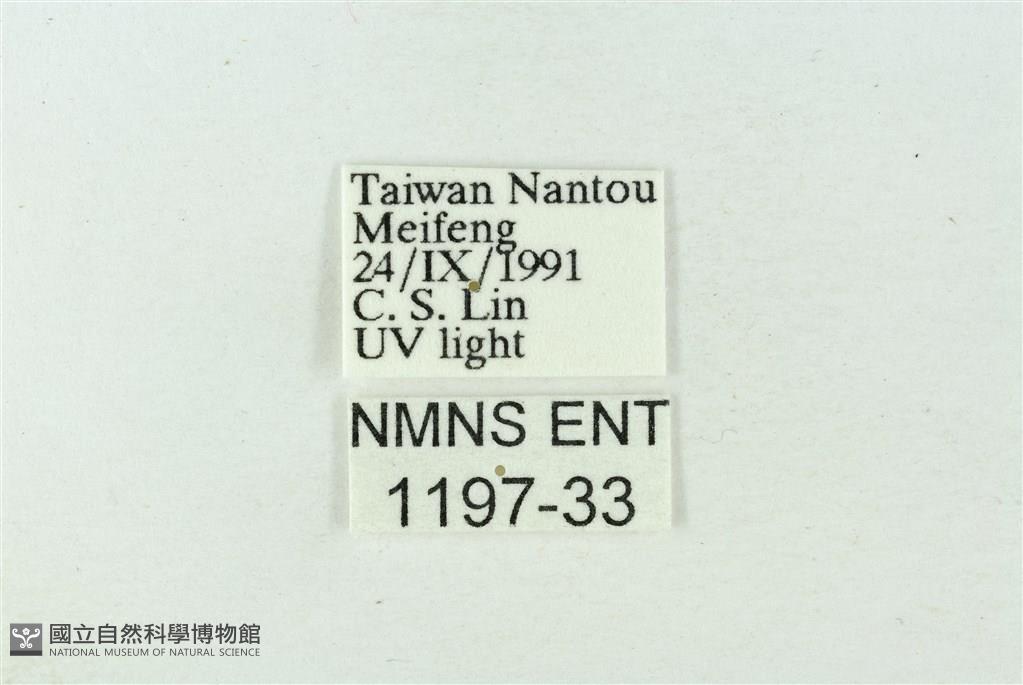 Taiwan Nantou
Meifeng
24/IX/1991
C. S. Lin
UV light
NMNS ENT
1197-33
國立自然科學博物館
NATIONAL MUSEUM OF NATURAL SCIENCE